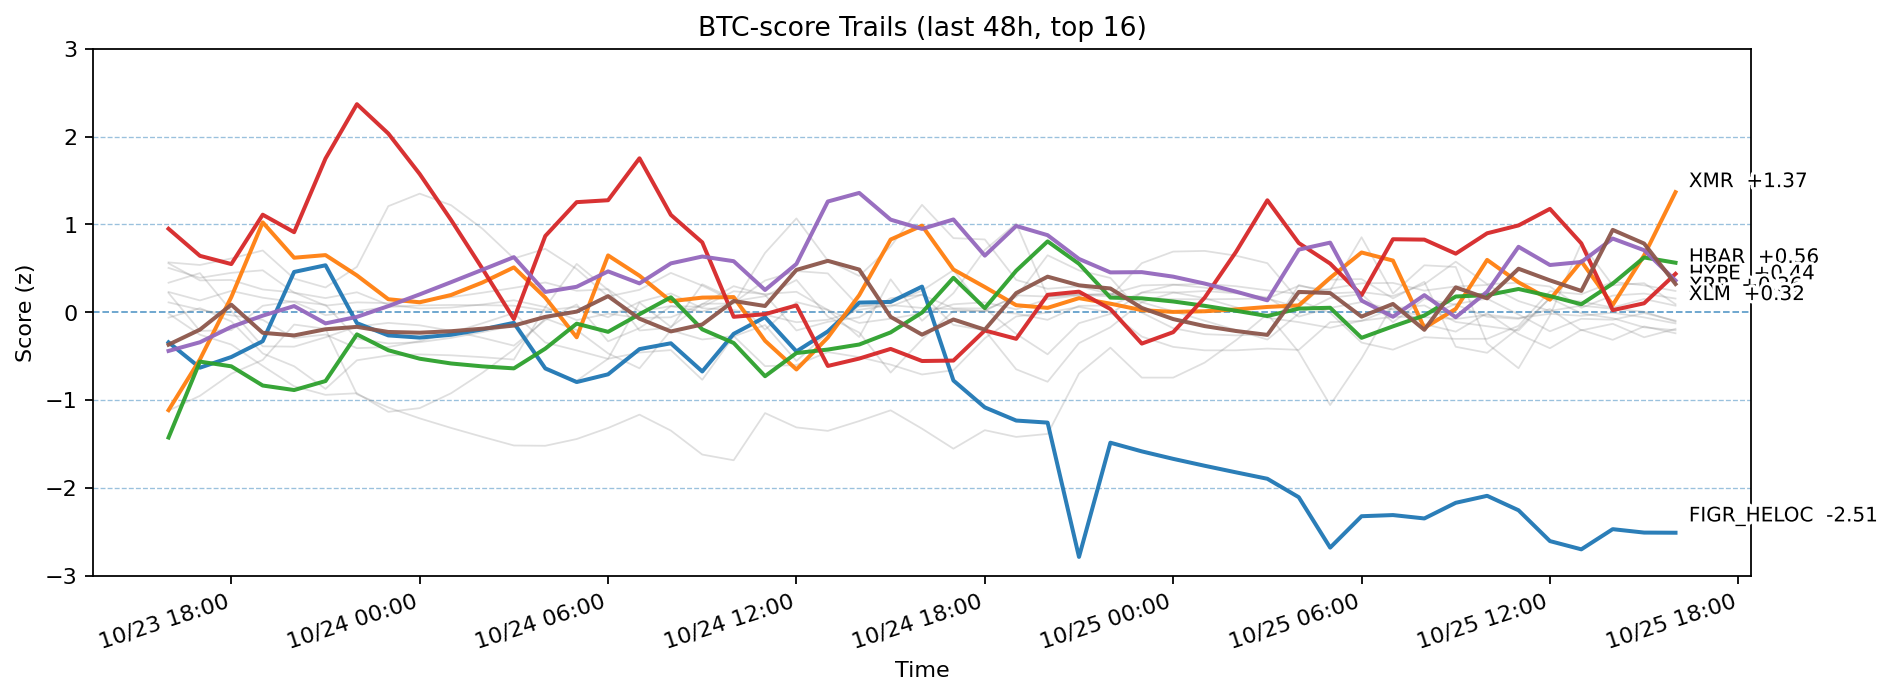 BTC-score Trails (last 48h, top 16)
Score (z)
3
2
1
0
−1
−2
−3
XMR +1.37
HBAR +0.56
HYPE +0.44
XLM +0.32
FIGR_HELOC -2.51
10/23 18:00
10/24 00:00
10/24 06:00
10/24 12:00
10/24 18:00
10/25 00:00
10/25 06:00
10/25 12:00
10/25 18:00
Time